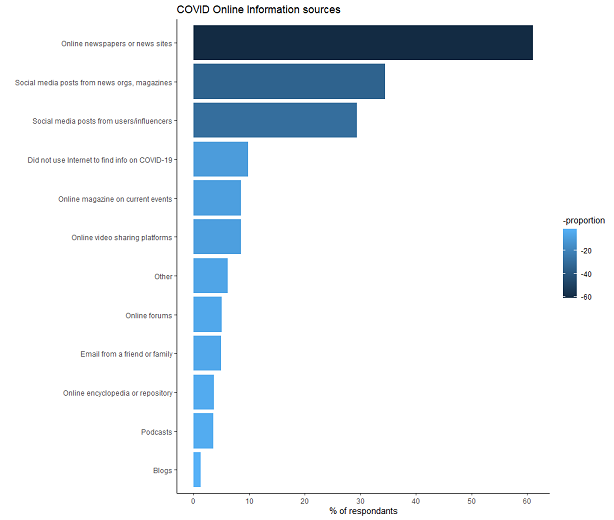 COVID Online Information sources
Online newspapers or news sites
Social media posts from news orgs, magazines
Social media posts from users/influencers
Did not use Internet to find info on COVID-19
Online magazine on current events
Online video sharing platforms
Other
Online forums
Email from a friend or family
Online encyclopedia or repository
Podcasts
Blogs
-proportion
-20
-40
-60
0 10 20 30 40 50 60
% of respondants